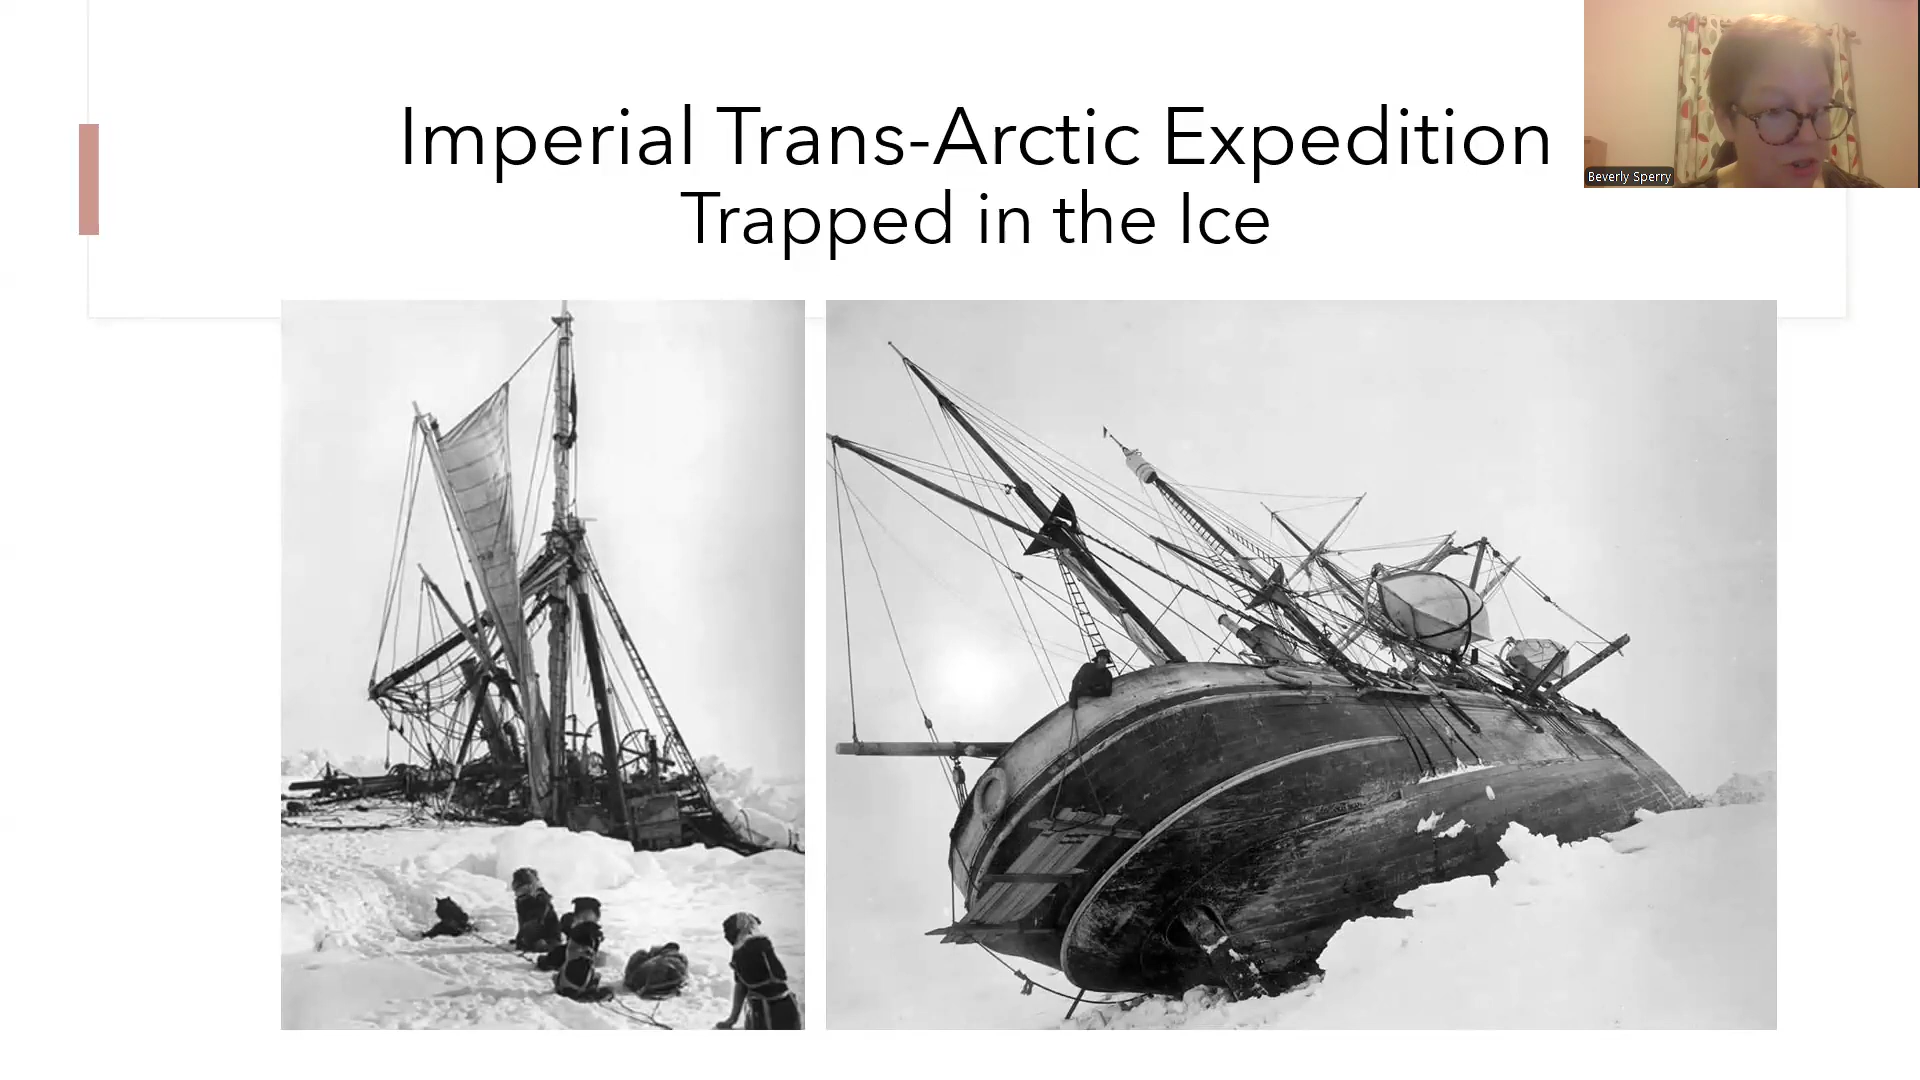 Imperial Trans-Arctic Expedition
Trapped in the Ice
Beverly Sperry